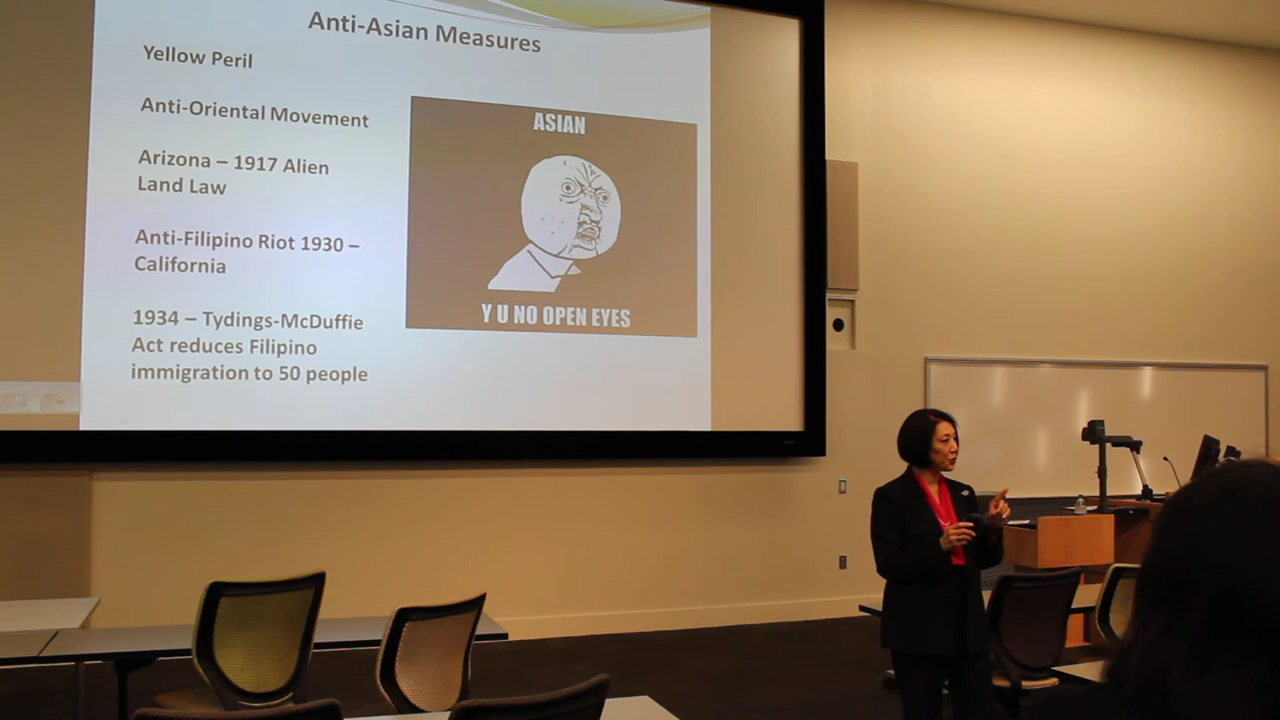 Anti-Asian Measures
Yellow Peril
Anti-Oriental Movement
Arizona – 1917 Alien
Land Law
Anti-Filipino Riot 1930 –
California
1934 – Tydings-McDuffie
Act reduces Filipino
immigration to 50 people
ASIAN
Y U NO OPEN EYES